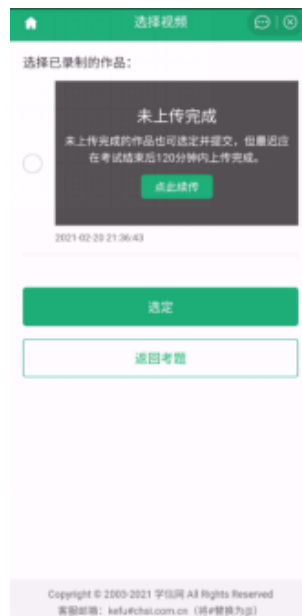 选择视频
选择已录制的作品：
未上传完成
未上传完成的作品也可选定并提交，但最迟应
在考试结束后120分钟内上传完成。
点此续传
2021-02-20 21:36:43
选定
返回考题
Copyright © 2003-2021 学信网 All Rights Reserved
客服邮箱：kefu#chsi.com.cn（将#替换为@）